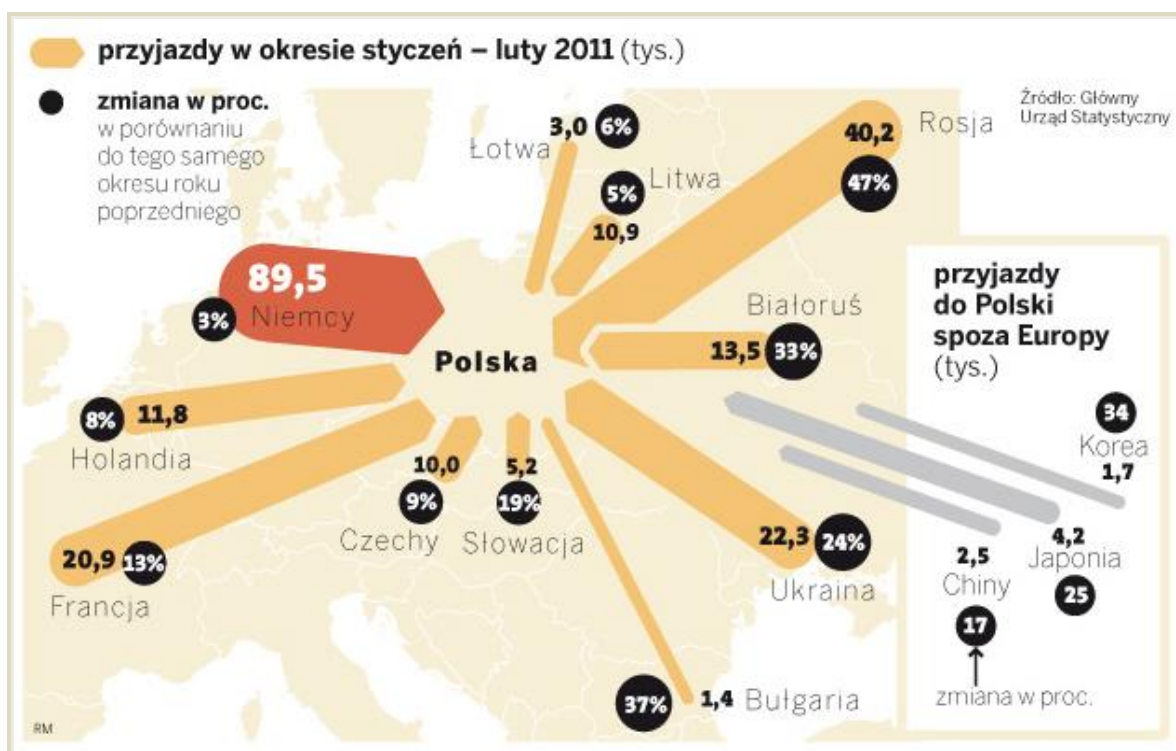 przyjazdy w okresie styczeń – luty 2011 (tys.)
zmiana w proc.
w porównaniu
do tego samego
okresu roku
poprzedniego
Źródło: Główny
Urząd Statystyczny
3,0 6%
Łotwa
40,2 Rosja
47%
5% Litwa
10,9
89,5
3% Niemcy
Białoruś
13,5 33%
Polska
8% 11,8
Holandia
10,0
9%
Czechy
5,2
19%
Słowacja
20,9 13%
Francja
22,3 24%
Ukraina
37% 1,4 Bułgaria
przyjazdy
do Polski
spoza Europy
(tys.)
34
Korea
1,7
4,2
Japonia
25
2,5
Chiny
17
zmiana w proc.
RM